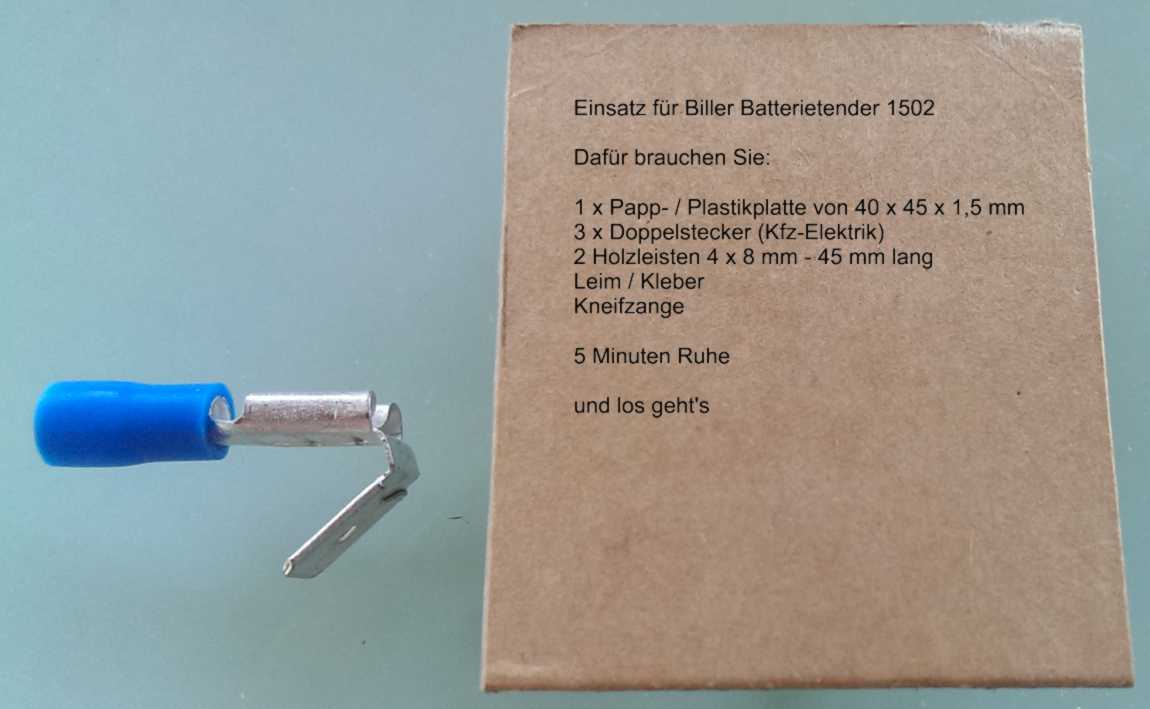 Einsatz für Biller Batterietender 1502
Dafür brauchen Sie:
1 x Papp- / Plastikplatte von 40 x 45 x 1,5 mm
3 x Doppelstecker (Kfz-Elektrik)
2 Holzleisten 4 x 8 mm - 45 mm lang
Leim / Kleber
Kneifzange
5 Minuten Ruhe
und los geht's